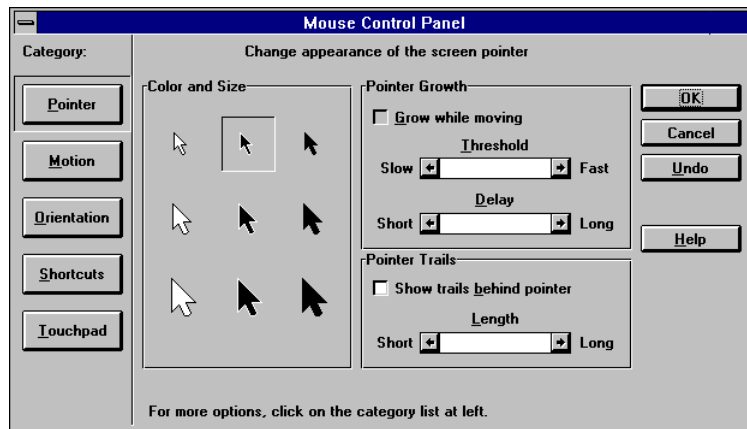 Mouse Control Panel
Category:
Change appearance of the screen pointer
Pointer
Motion
Orientation
Shortcuts
Touchpad
Color and Size
Pointer Growth
Grow while moving
Threshold
Slow Fast
Delay
Short Long
Pointer Trails
Show trails behind pointer
Length
Short Long
OK
Cancel
Undo
Help
For more options, click on the category list at left.